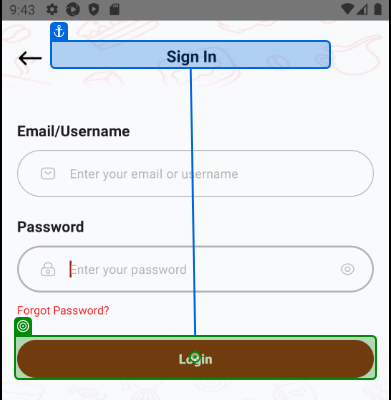 9:43
Sign In
Email/Username
Enter your email or username
Password
Enter your password
Forgot Password?
Login